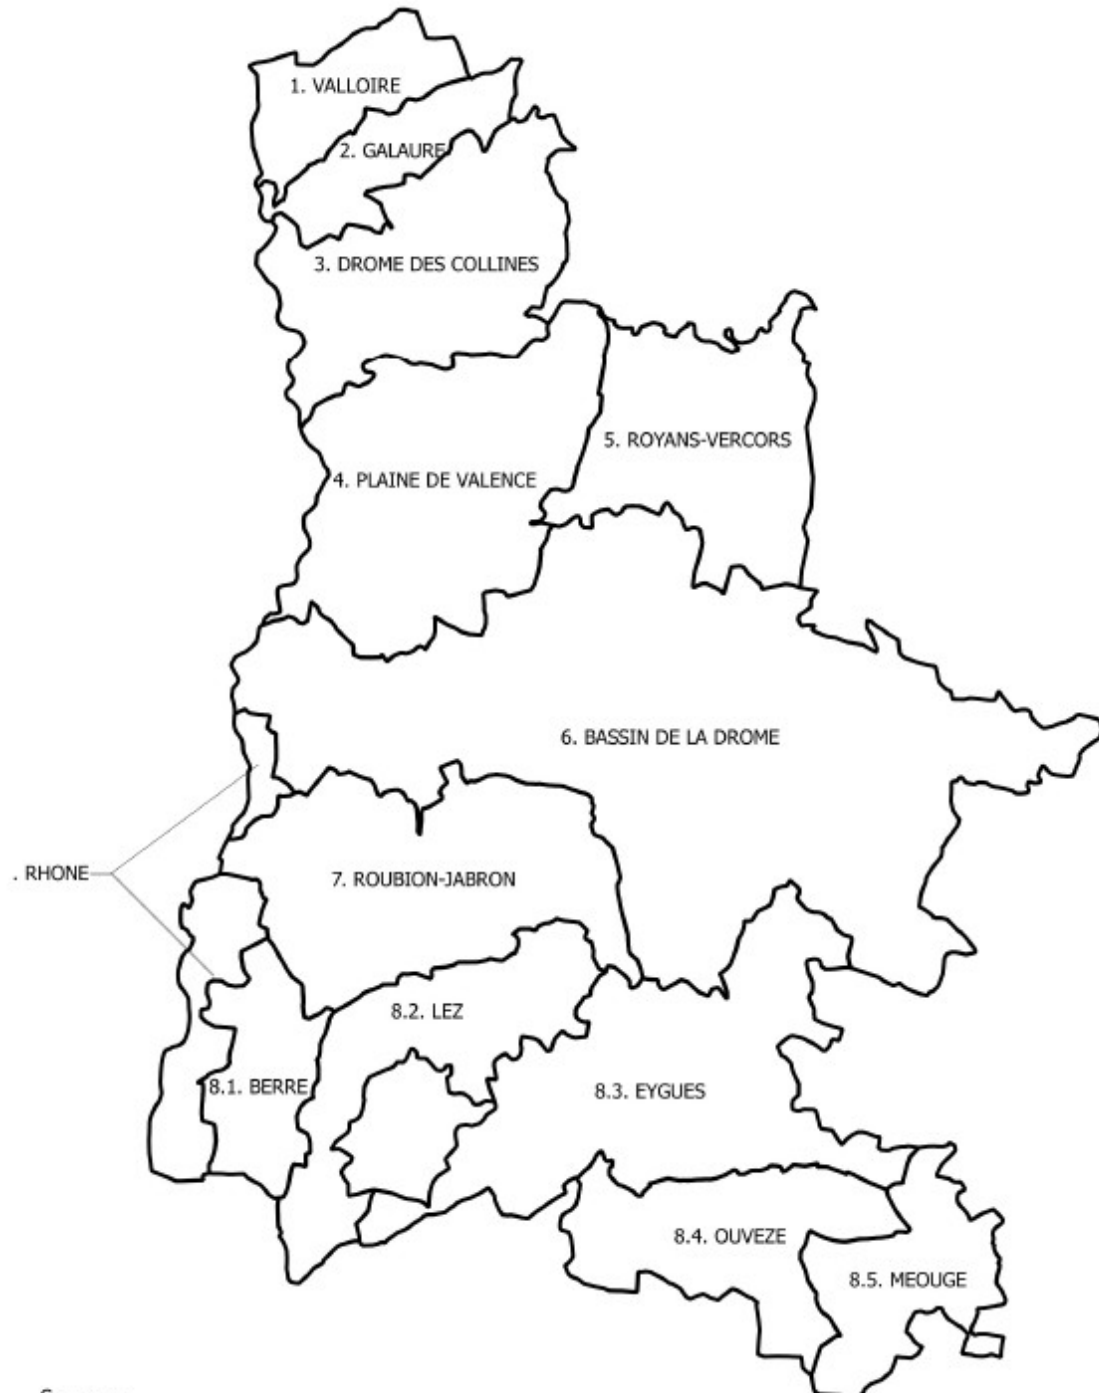 1. VALLOIRE
2. GALAURE
3. DROME DES COLLINES
5. ROYANS-VERCORS
4. PLAINE DE VALENCE
6. BASSIN DE LA DROME
. RHONE
7. ROUBION-JABRON
8.2. LEZ
8.1. BERRE
8.3. EYGUES
8.4. OUVEZE
8.5. MEOUGE